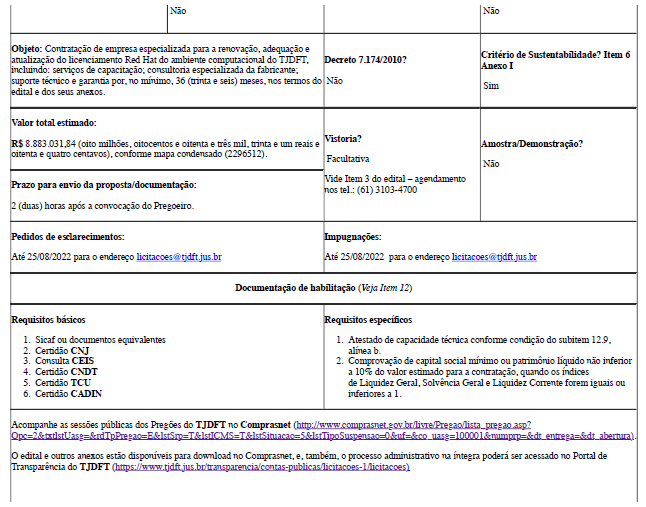 Não
Não
Objeto: Contratação de empresa especializada para a renovação, adequação e
atualização do licenciamento Red Hat do ambiente computacional do TJDFT,
incluindo: serviços de capacitação; consultoria especializada da fabricante;
suporte técnico e garantia por, no mínimo, 36 (trinta e seis) meses, nos termos do
edital e dos seus anexos.
Decreto 7.174/2010?
Não
Critério de Sustentabilidade? Item 6
Anexo I
Sim
Valor total estimado:
R$ 8.883.031,84 (oito milhões, oitocentos e oitenta e três mil, trinta e um reais e
oitenta e quatro centavos), conforme mapa condensado (2296512).
Vistoria?
Facultativa
Vide Item 3 do edital – agendamento
nos tel.: (61) 3103-4700
Amostra/Demonstração?
Não
Prazo para envio da proposta/documentação:
2 (duas) horas após a convocação do Pregoeiro.
Pedidos de esclarecimentos:
Até 25/08/2022 para o endereço licitacoes@tjdft.jus.br
Impugnações:
Até 25/08/2022 para o endereço licitacoes@tjdft.jus.br
Documentação de habilitação (Veja Item 12)
Requisitos básicos
1. Sicaf ou documentos equivalentes
2. Certidão CNJ
3. Consulta CEIS
4. Certidão CNDT
5. Certidão TCU
6. Certidão CADIN
Requisitos específicos
1. Atestado de capacidade técnica conforme condição do subitem 12.9,
alínea b.
2. Comprovação de capital social mínimo ou patrimônio líquido não inferior
a 10% do valor estimado para a contratação, quando os índices
de Liquidez Geral, Solvência Geral e Liquidez Corrente forem iguais ou
inferiores a 1.
Acompanhe as sessões públicas dos Pregões do TJDFT no Comprasnet (http://www.comprasnet.gov.br/livre/Pregao/lista_pregao.asp?
Opc=2&txtlstUasg=&rdTpPregao=E&lstSrp=T&lstICMS=T&lstSituacao=5&lstTipoSuspensao=0&uf=&co_uasg=100001&numprp=&dt_entrega=&dt_abertura).
O edital e outros anexos estão disponíveis para download no Comprasnet, e, também, o processo administrativo na íntegra poderá ser acessado no Portal de
Transparência do TJDFT (https://www.tjdft.jus.br/transparencia/contas-publicas/licitacoes-1/licitacoes)